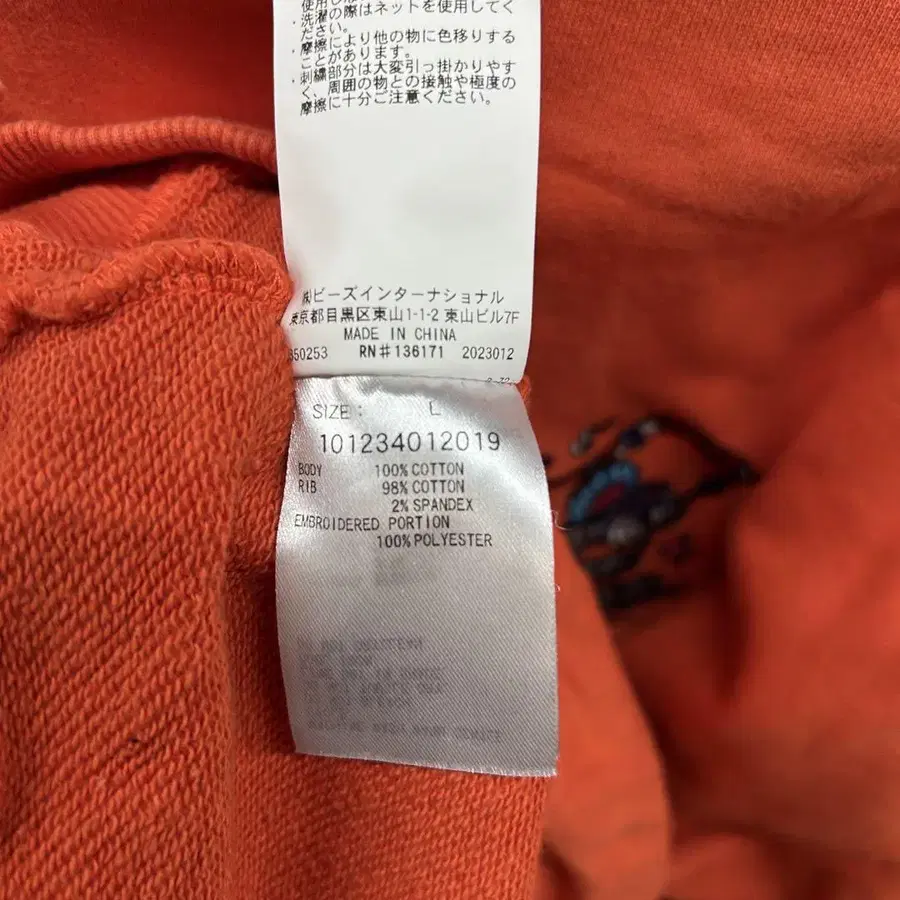 ・洗濯の際はネットを使用してく
ださい。
・摩擦により他の物に色移りする
ことがあります。
・刺繍部分は大変引っ掛かりやす
く、周囲の物との接触や極度の
摩擦に十分ご注意ください。
㈱ビーズインターナショナル
東京都目黒区東山1-1-2 東山ビル7F
MADE IN CHINA
850253 RN#136171 2023012
SIZE: L
101234012019
BODY 100% COTTON
RIB 98% COTTON
2% SPANDEX
EMBROIDERED PORTION
100% POLYESTER